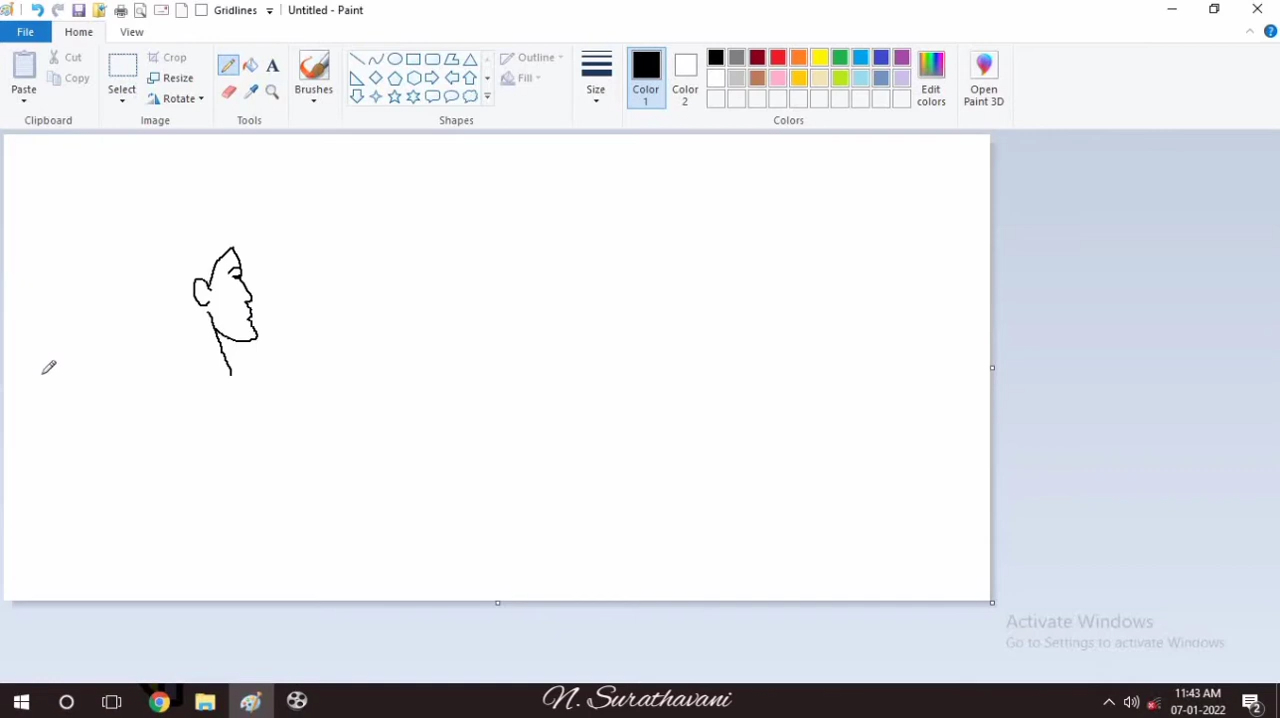 Gridlines Untitled - Paint
File Home View
Paste Cut Copy Select Crop Resize Rotate A Brushes Outline Fill Size Color 1 Color 2 Edit colors Open Paint 3D
Clipboard Image Tools Shapes Colors
Activate Windows
Go to Settings to activate Windows
N. Surathavani
11:43 AM
07-01-2022
2